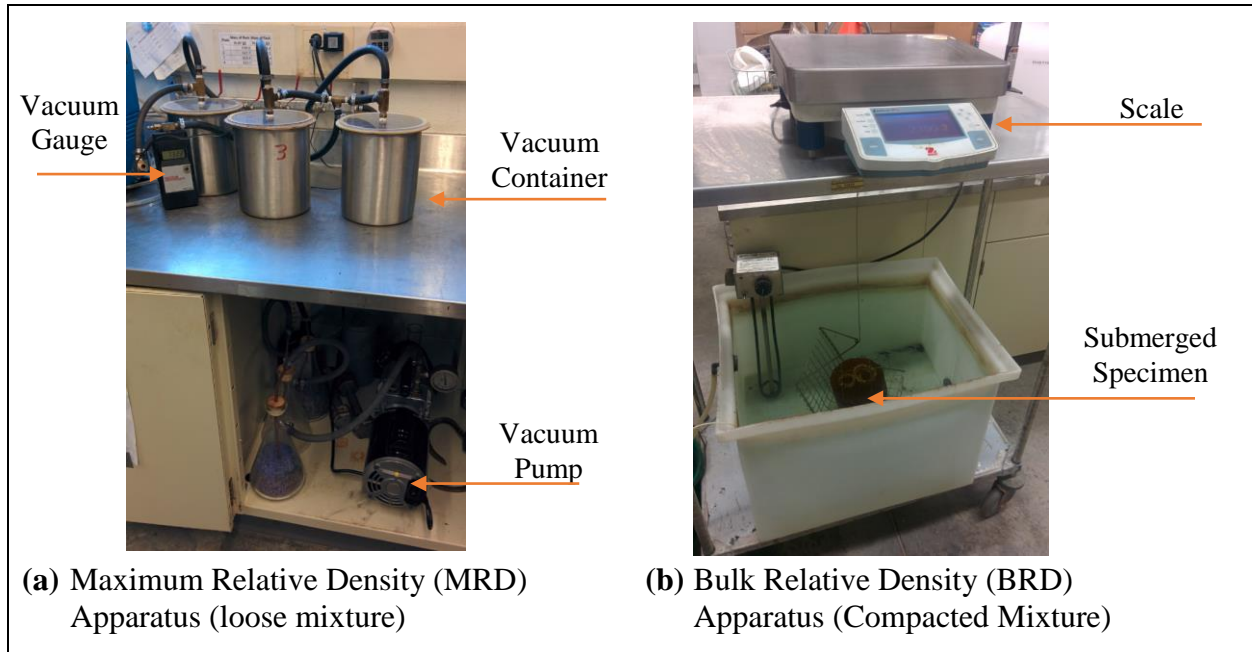 Vacuum
Gauge
3
Vacuum
Container
Vacuum
Pump
Scale
Submerged
Specimen
(a) Maximum Relative Density (MRD)
Apparatus (loose mixture)
(b) Bulk Relative Density (BRD)
Apparatus (Compacted Mixture)